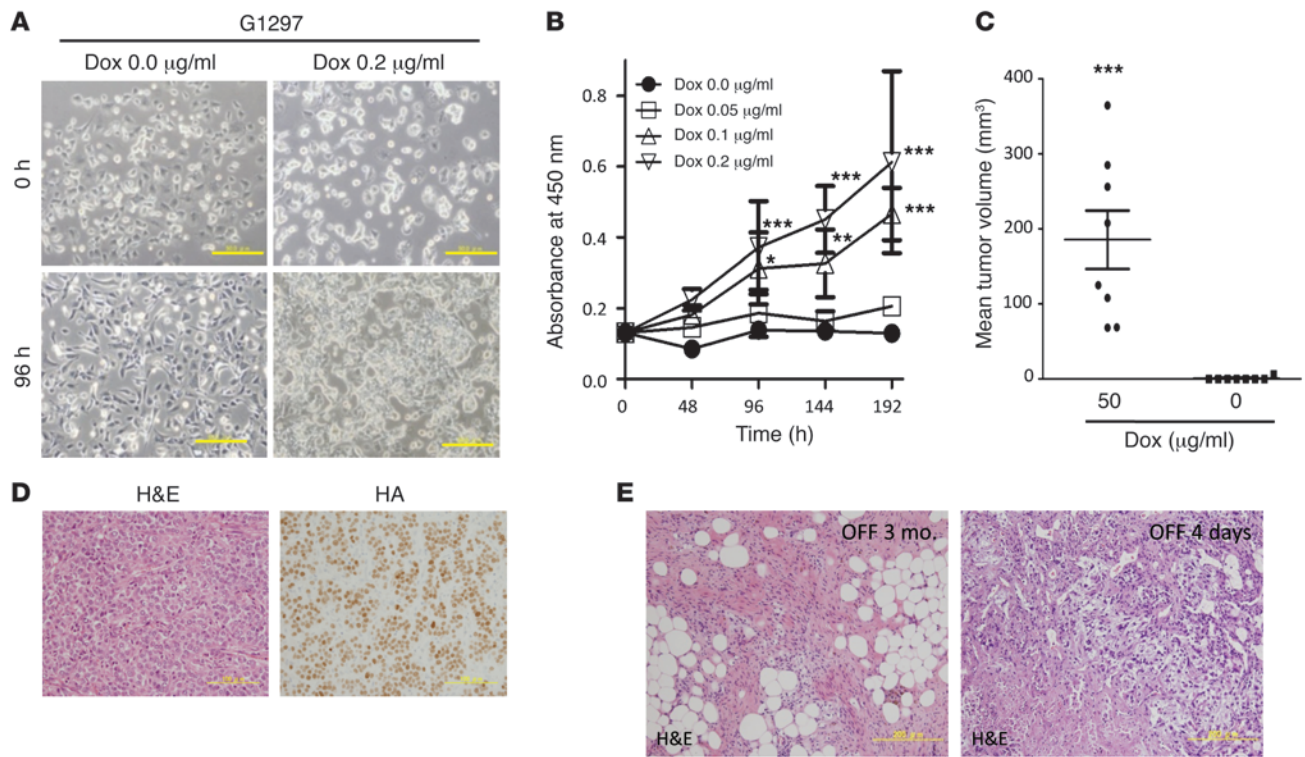 A
G1297
Dox 0.0 μg/ml
Dox 0.2 μg/ml
0 h
96 h
B
Absorbance at 450 nm
0.8
0.6
0.4
0.2
0.0
Dox 0.0 μg/ml
Dox 0.05 μg/ml
Dox 0.1 μg/ml
Dox 0.2 μg/ml
***
***
***
***
**
*
0 48 96 144 192
Time (h)
C
Mean tumor volume (mm³)
400
300
200
100
0
***
50 0
Dox (μg/ml)
D
H&E
HA
E
OFF 3 mo.
H&E
OFF 4 days
H&E